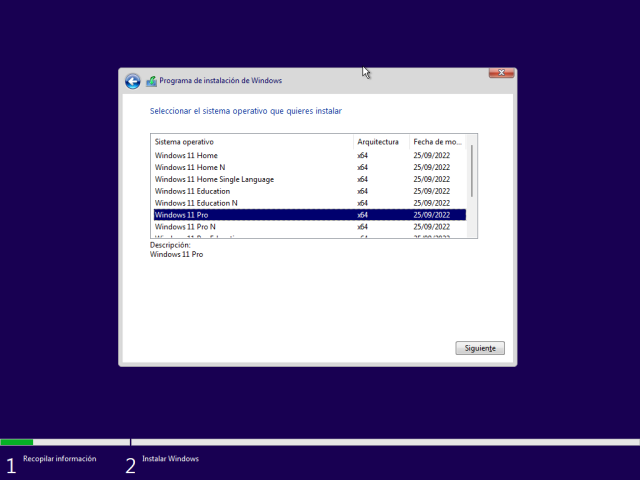 Programa de instalación de Windows
Seleccionar el sistema operativo que quieres instalar
Sistema operativo Arquitectura Fecha de mo...
Windows 11 Home x64 25/09/2022
Windows 11 Home N x64 25/09/2022
Windows 11 Home Single Language x64 25/09/2022
Windows 11 Education x64 25/09/2022
Windows 11 Education N x64 25/09/2022
Windows 11 Pro x64 25/09/2022
Windows 11 Pro N x64 25/09/2022
Descripción:
Windows 11 Pro
Siguiente
1 Recopilar información 2 Instalar Windows